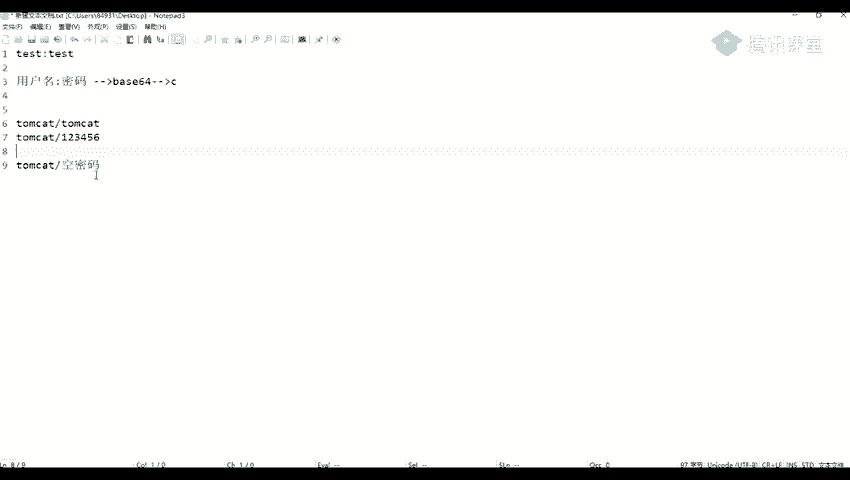 新建文本文档.txt [C:\Users\84931\Desktop] - Notepad3
文件(F) 编辑(E) 查看(V) 外观(P) 设置(S) 帮助(H)
腾讯课堂
1 test:test
2
3 用户名:密码 -->base64-->c
4
5
6 tomcat/tomcat
7 tomcat/123456
8
9 tomcat/空密码
Ln 8 / 9 Col 1 / 0 Ch 1 / 0 Eval -- Sel -- SLn -- Occ 0 97 字节 Unicode (UTF-8) CR+LF INS STD 文本文件